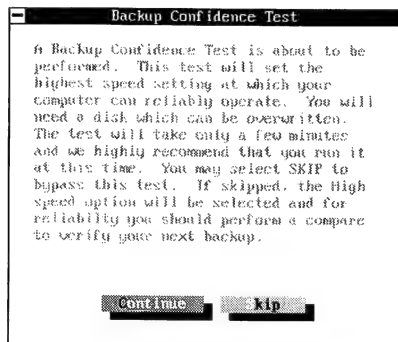 Backup Confidence Test
A Backup Confidence Test is about to be
performed. This test will set the
highest speed setting at which your
computer can reliably operate. You will
need a disk which can be overwritten.
The test will take only a few minutes
and we highly recommend that you run it
at this time. You may select SKIP to
bypass this test. If skipped, the High
speed option will be selected and for
reliabilty you should perform a compare
to verify your next backup.
Continue Skip